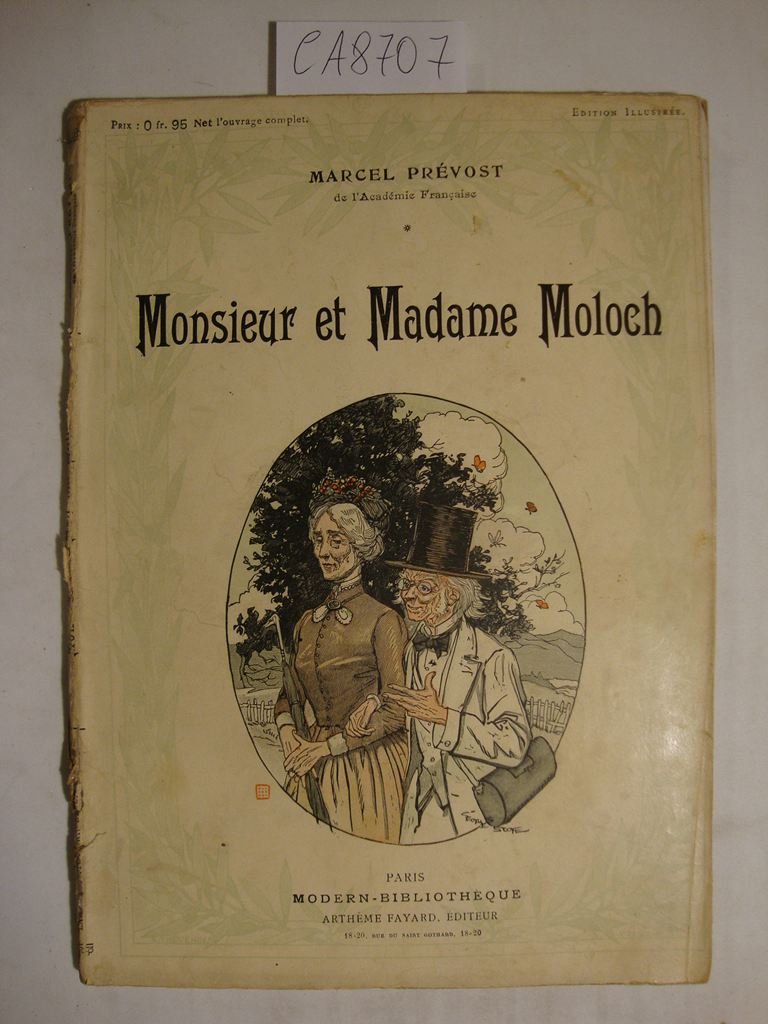 CA8707
PRIX : 0 fr. 95 Net l'ouvrage complet.
EDITION ILLUSTRÉE.
MARCEL PRÉVOST
de l'Académie Française
Monsieur et Madame Moloch
PARIS
MODERN-BIBLIOTHÈQUE
ARTHÈME FAYARD, ÉDITEUR
18-20, RUE DU SAINT GOTHARD, 18-20